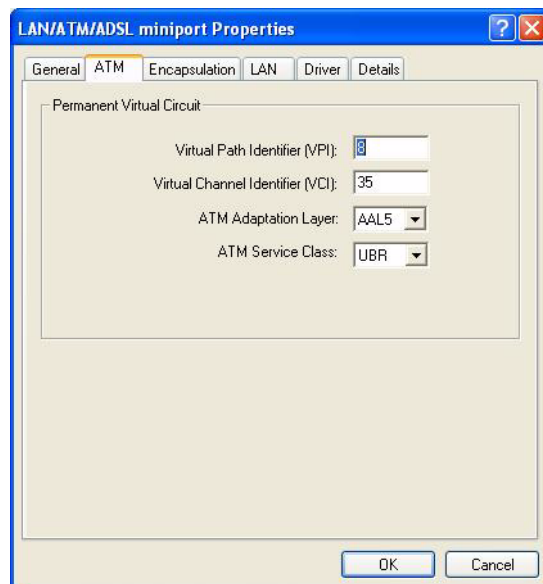 LAN/ATM/ADSL miniport Properties
General ATM Encapsulation LAN Driver Details
Permanent Virtual Circuit
Virtual Path Identifier (VPI): 8
Virtual Channel Identifier (VCI): 35
ATM Adaptation Layer: AAL5
ATM Service Class: UBR
OK Cancel